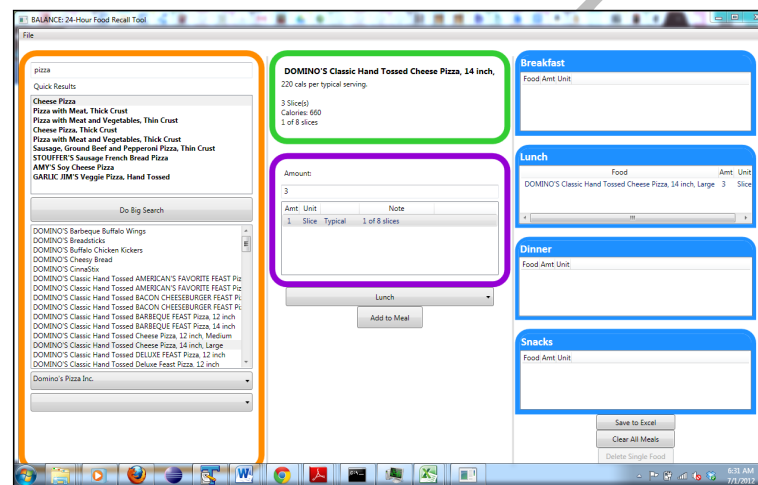 BALANCE: 24-Hour Food Recall Tool
File
pizza
Quick Results
Cheese Pizza
Pizza with Meat, Thick Crust
Pizza with Meat and Vegetables, Thin Crust
Cheese Pizza, Thick Crust
Pizza with Meat and Vegetables, Thick Crust
Sausage, Ground Beef and Pepperoni Pizza, Thin Crust
STOUFFER'S Sausage French Bread Pizza
AMY'S Soy Cheese Pizza
GARLIC JIM'S Veggie Pizza, Hand Tossed
Do Big Search
DOMINO'S Barbeque Buffalo Wings
DOMINO'S Breadsticks
DOMINO'S Buffalo Chicken Kickers
DOMINO'S Cheesy Bread
DOMINO'S CinnaStix
DOMINO'S Classic Hand Tossed AMERICAN'S FAVORITE FEAST Piz
DOMINO'S Classic Hand Tossed AMERICAN'S FAVORITE FEAST Piz
DOMINO'S Classic Hand Tossed BACON CHEESEBURGER FEAST Pi
DOMINO'S Classic Hand Tossed BACON CHEESEBURGER FEAST Pi
DOMINO'S Classic Hand Tossed BARBEQUE FEAST Pizza, 12 inch
DOMINO'S Classic Hand Tossed BARBEQUE FEAST Pizza, 14 inch
DOMINO'S Classic Hand Tossed Cheese Pizza, 12 inch, Medium
DOMINO'S Classic Hand Tossed Cheese Pizza, 14 inch, Large
DOMINO'S Classic Hand Tossed DELUXE FEAST Pizza, 12 inch
DOMINO'S Classic Hand Tossed Deluxe Feast Pizza, 12 inch
Domino's Pizza Inc.
DOMINO'S Classic Hand Tossed Cheese Pizza, 14 inch,
220 cals per typical serving.
3 Slice(s)
Calories: 660
1 of 8 slices
Amount:
3
Amt Unit Note
1 Slice Typical 1 of 8 slices
Lunch
Add to Meal
Breakfast
Food Amt Unit
Lunch
Food Amt Unit
DOMINO'S Classic Hand Tossed Cheese Pizza, 14 inch, Large 3 Slice
Dinner
Food Amt Unit
Snacks
Food Amt Unit
Save to Excel
Clear All Meals
Delete Single Food
6:31 AM
7/1/2012